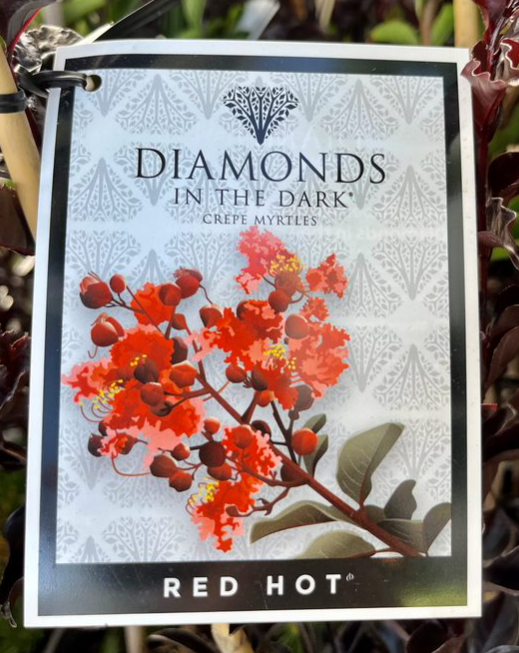 DIAMONDS
IN THE DARK®
CREPE MYRTLES
RED HOT